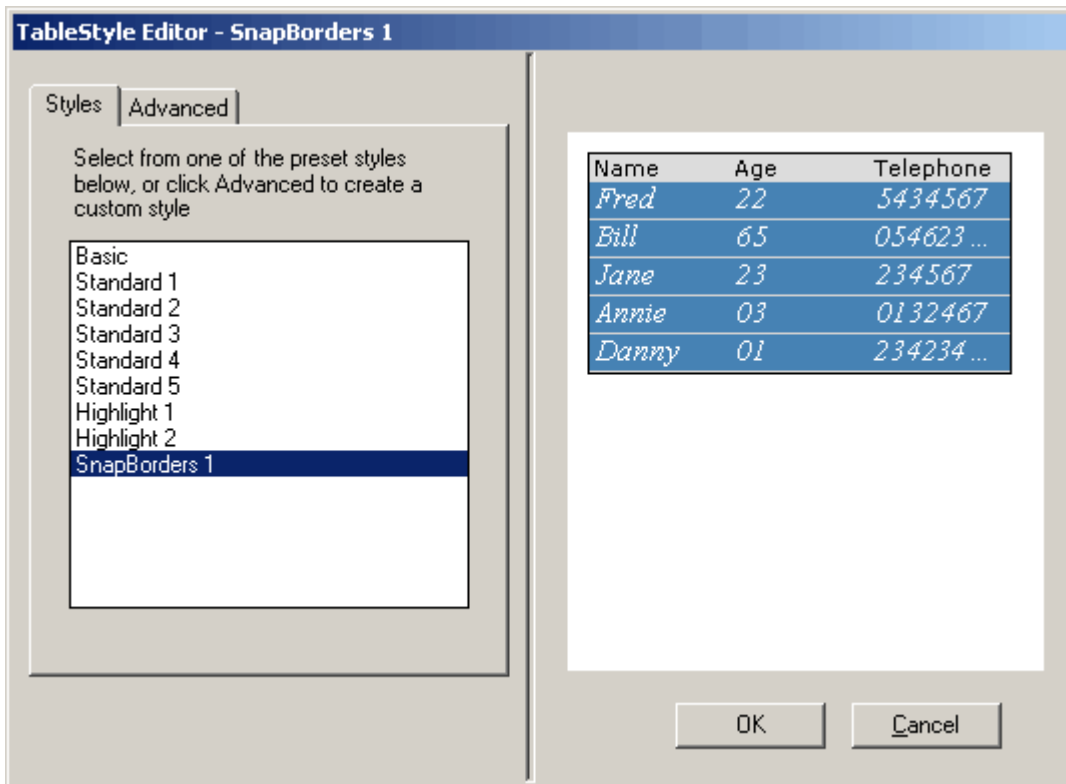 TableStyle Editor - SnapBorders 1
Styles
Advanced
Select from one of the preset styles
below, or click Advanced to create a
custom style
Basic
Standard 1
Standard 2
Standard 3
Standard 4
Standard 5
Highlight 1
Highlight 2
SnapBorders 1
Name Age Telephone
Fred 22 5434567
Bill 65 054623 ...
Jane 23 234567
Annie 03 0132467
Danny 01 234234 ...
OK
Cancel